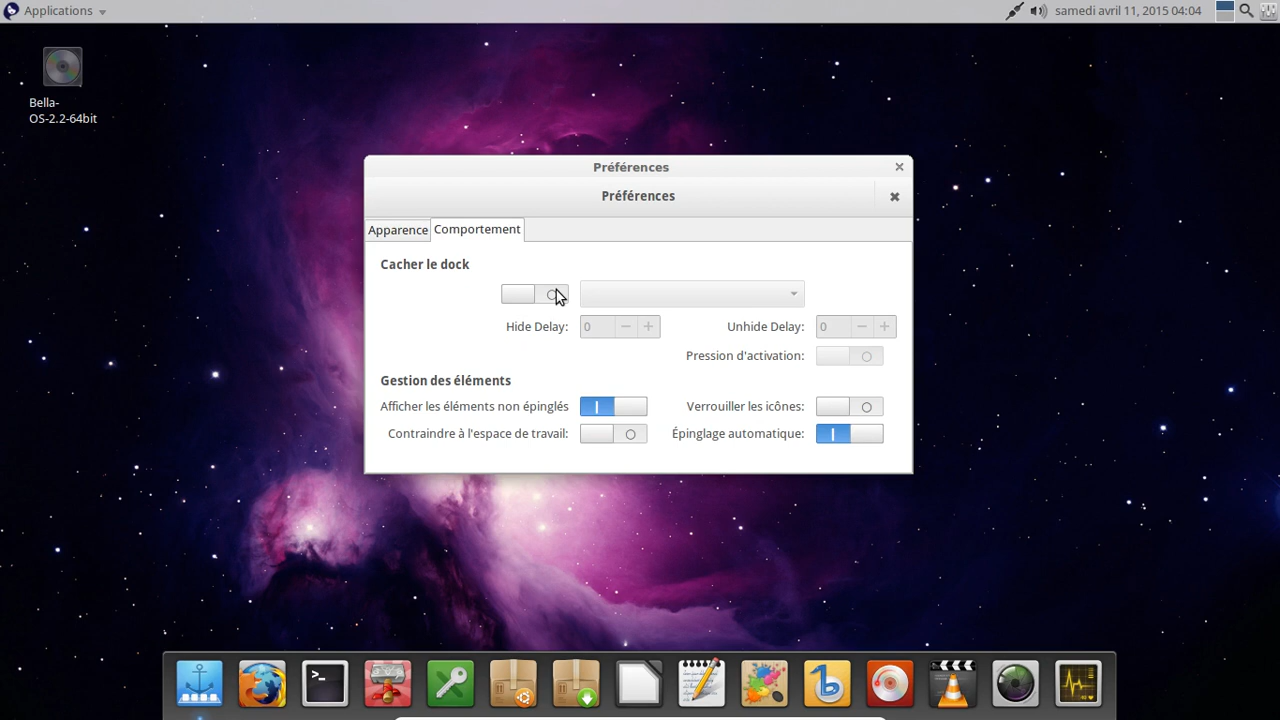 Applications
samedi avril 11, 2015 04:04
Bella-
OS-2.2-64bit
Préférences
Préférences
Apparence Comportement
Cacher le dock
Hide Delay: 0 Unhide Delay: 0
Pression d'activation:
Gestion des éléments
Afficher les éléments non épinglés Verrouiller les icônes:
Contraindre à l'espace de travail: Épinglage automatique: